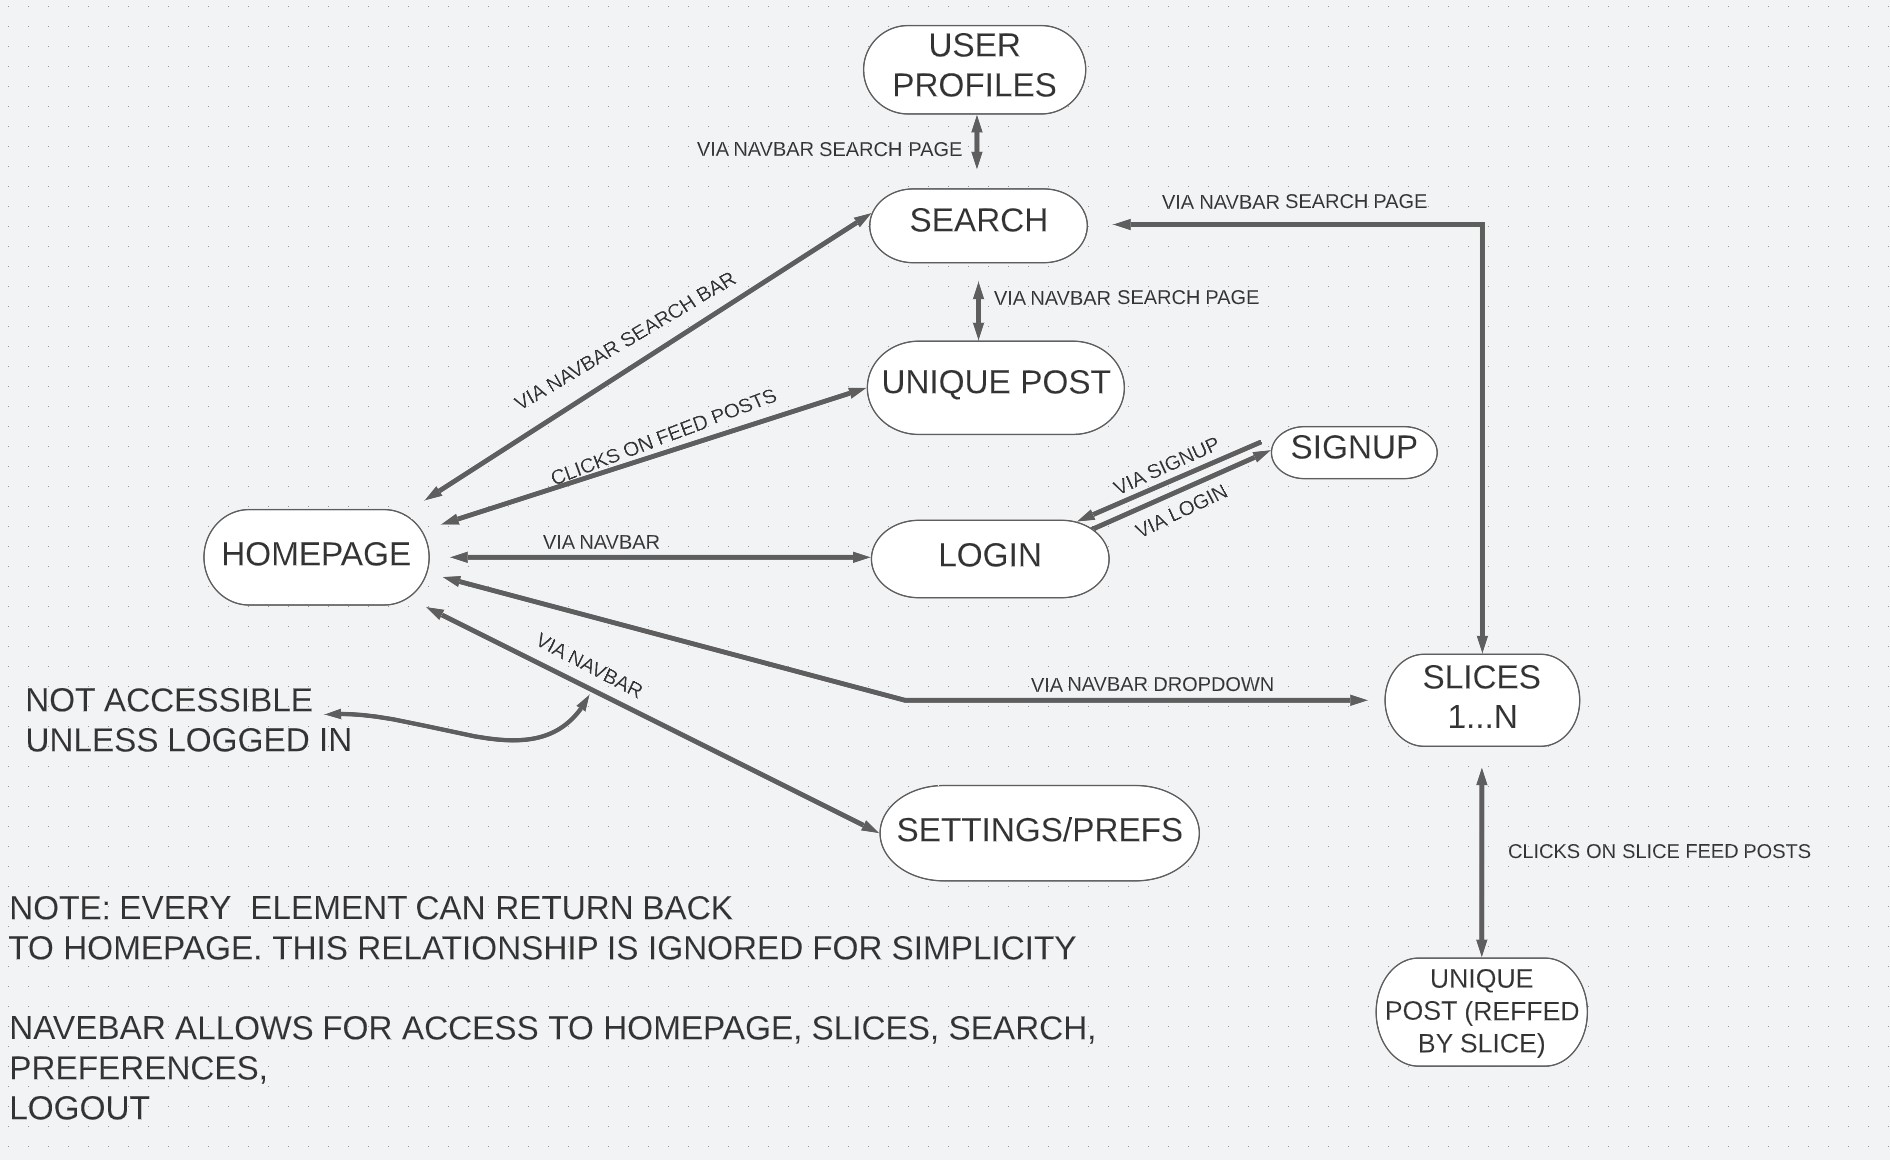 USER
PROFILES
VIA NAVBAR SEARCH PAGE
SEARCH
VIA NAVBAR SEARCH PAGE
VIA NAVBAR SEARCH BAR
VIA NAVBAR SEARCH PAGE
UNIQUE POST
CLICKS ON FEED POSTS
SIGNUP
VIA SIGNUP
VIA LOGIN
HOMEPAGE
VIA NAVBAR
LOGIN
VIA NAVBAR
VIA NAVBAR DROPDOWN
SLICES
1...N
NOT ACCESSIBLE
UNLESS LOGGED IN
SETTINGS/PREFS
CLICKS ON SLICE FEED POSTS
NOTE: EVERY  ELEMENT CAN RETURN BACK
TO HOMEPAGE. THIS RELATIONSHIP IS IGNORED FOR SIMPLICITY
UNIQUE
POST (REFFED
BY SLICE)
NAVEBAR ALLOWS FOR ACCESS TO HOMEPAGE, SLICES, SEARCH,
PREFERENCES,
LOGOUT